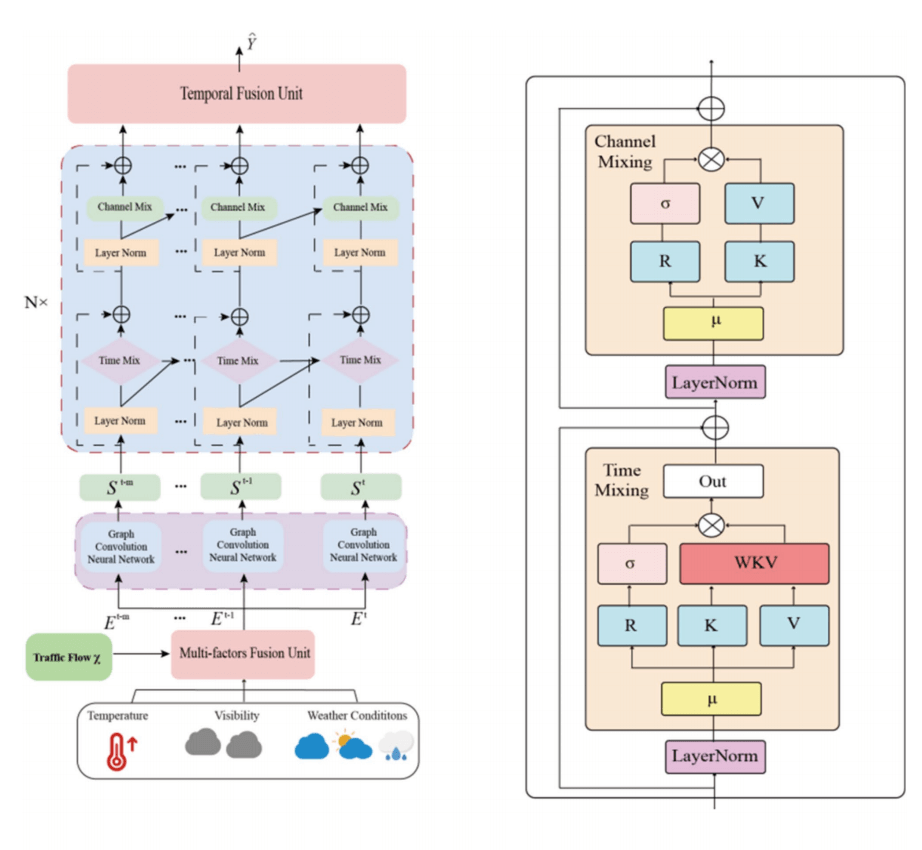 Ŷ
Temporal Fusion Unit
...
Channel Mix
...
Channel Mix
Channel Mix
Layer Norm
...
Layer Norm
Layer Norm
N×
...
Time Mix
...
Time Mix
Time Mix
Layer Norm
...
Layer Norm
Layer Norm
S^t-m
...
S^t-1
S^t
Graph
Convolution
Neural Network
...
Graph
Convolution
Neural Network
Graph
Convolution
Neural Network
E^t-m
...
E^t-1
E^t
Traffic Flow χ
Multi-factors Fusion Unit
Temperature
Visibility
Weather Condititons
Channel
Mixing
σ
V
R
K
μ
LayerNorm
Time
Mixing
Out
σ
WKV
R
K
V
μ
LayerNorm